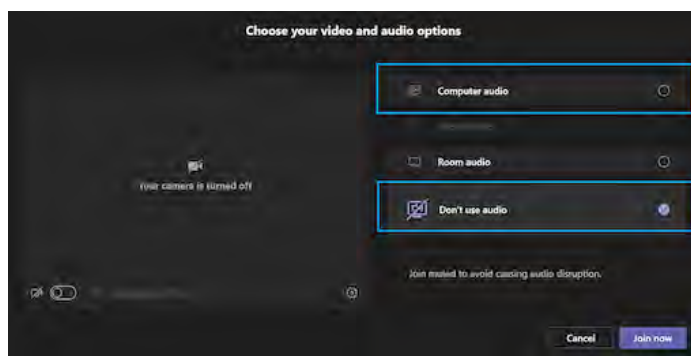 Choose your video and audio options
Computer audio
Your camera is turned off
Room audio
Don't use audio
Join muted to avoid causing audio disruption.
Cancel
Join now